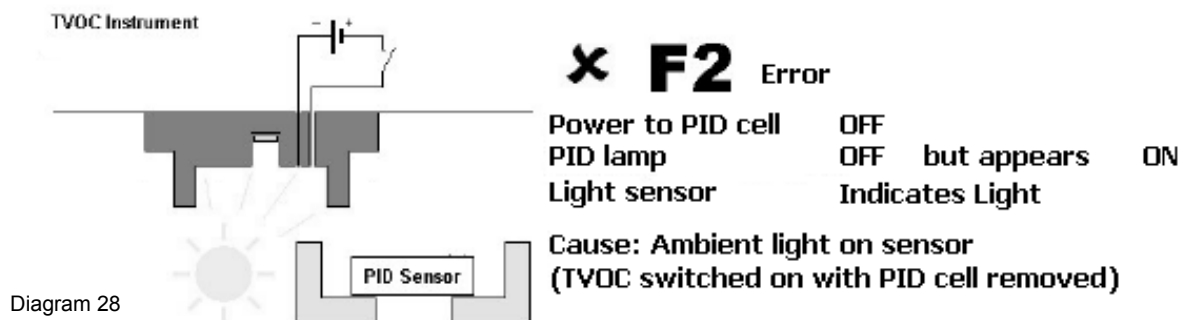 TVOC Instrument
- +
✗ F2 Error
Power to PID cell OFF
PID lamp OFF but appears ON
Light sensor Indicates Light
Cause: Ambient light on sensor
(TVOC switched on with PID cell removed)
PID Sensor
Diagram 28